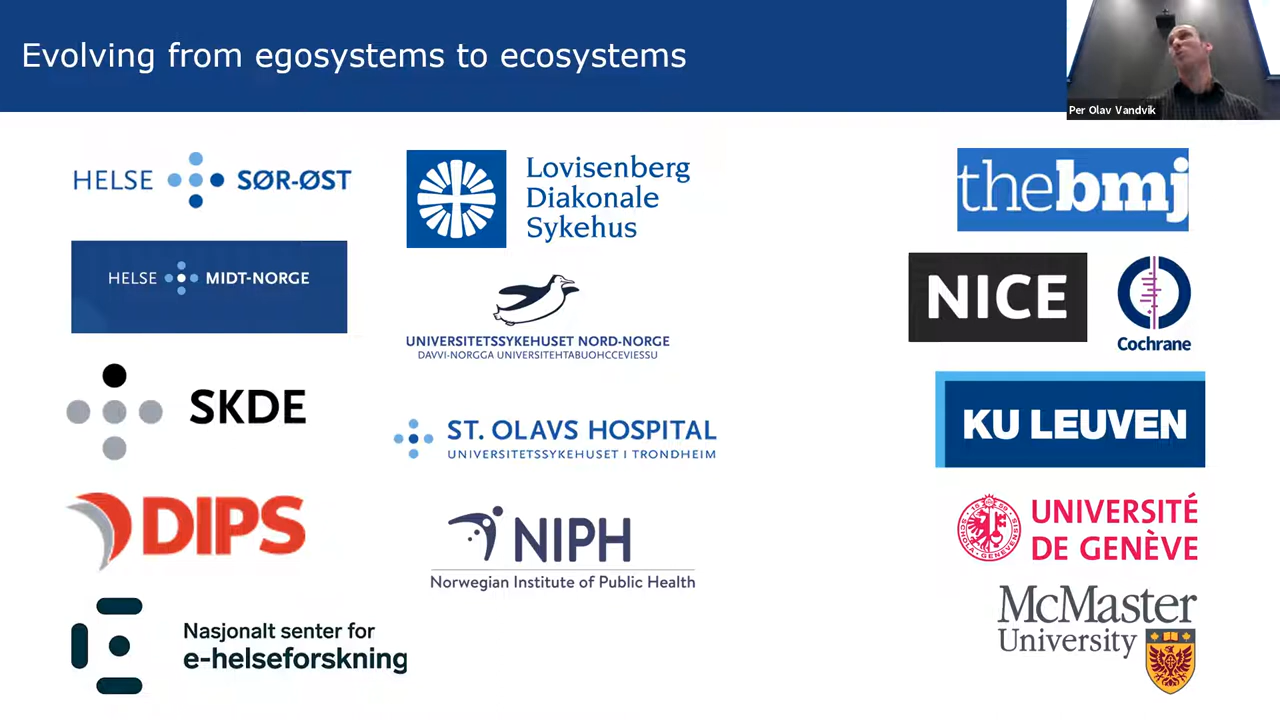 Evolving from egosystems to ecosystems
Per Olav Vandvik
HELSE SØR-ØST
HELSE MIDT-NORGE
SKDE
DIPS
Nasjonalt senter for
e-helseforskning
Lovisenberg
Diakonale
Sykehus
UNIVERSITETSSYKEHUSET NORD-NORGE
DAVVI-NORGGA UNIVERSITEHTABUOHCCEVIESSU
ST. OLAVS HOSPITAL
UNIVERSITETSSYKEHUSET I TRONDHEIM
NIPH
Norwegian Institute of Public Health
thebmj
NICE
Cochrane
KU LEUVEN
UNIVERSITÉ
DE GENÈVE
McMaster
University